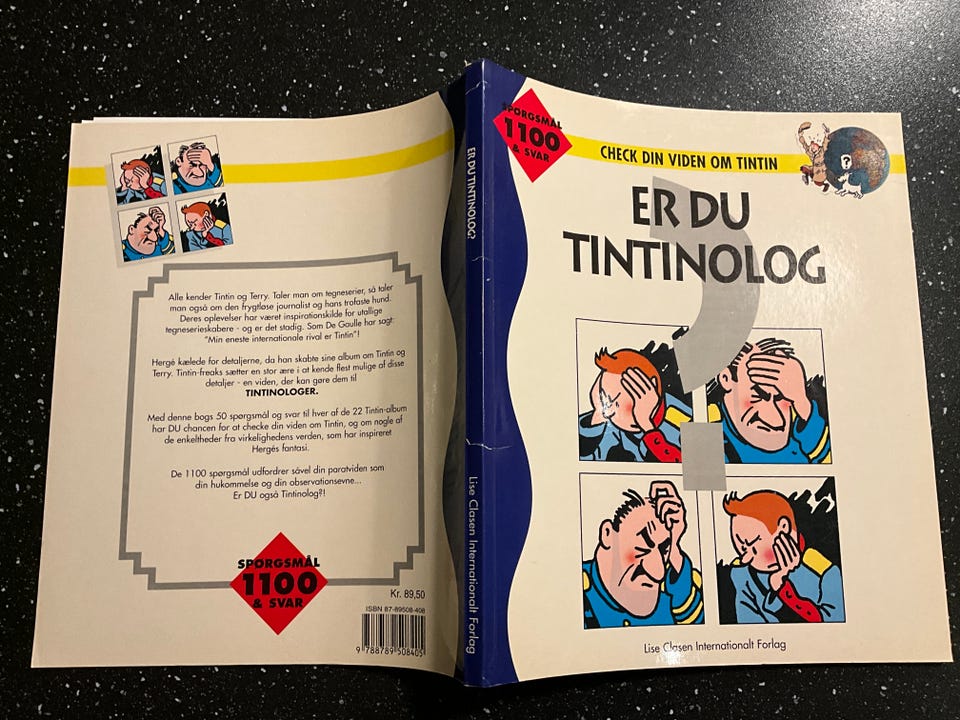 Alle kender Tintin og Terry. Taler man om tegneserier, så taler
man også om den frygtløse journalist og hans trofaste hund.
Deres oplevelser har været inspirationskilde for utallige
tegneserieskabere - og er det stadig. Som De Gaulle har sagt:
"Min eneste internationale rival er Tintin"!
Hergé kælede for detaljerne, da han skabte sine album om Tintin og
Terry. Tintin-freaks sætter en stor ære i at kende flest mulige af disse
detaljer - en viden, der kan gøre dem til
TINTINOLOGER.
Med denne bogs 50 spørgsmål og svar til hver af de 22 Tintin-album
har DU chancen for at checke din viden om Tintin, og om nogle af
de enkeltheder fra virkelighedens verden, som har inspireret
Hergés fantasi.
De 1100 spørgsmål udfordrer såvel din paratviden som
din hukommelse og din observationsevne...
Er DU også Tintinolog?!
SPØRGSMÅL
1100
& SVAR
Kr. 89,50
ISBN 87-89508-408
9 788789 508405
ER DU TINTINOLOG?
Lise Clasen Internationalt Forlag
SPØRGSMÅL
1100
& SVAR
CHECK DIN VIDEN OM TINTIN
?
ER DU
TINTINOLOG
?
Lise Clasen Internationalt Forlag